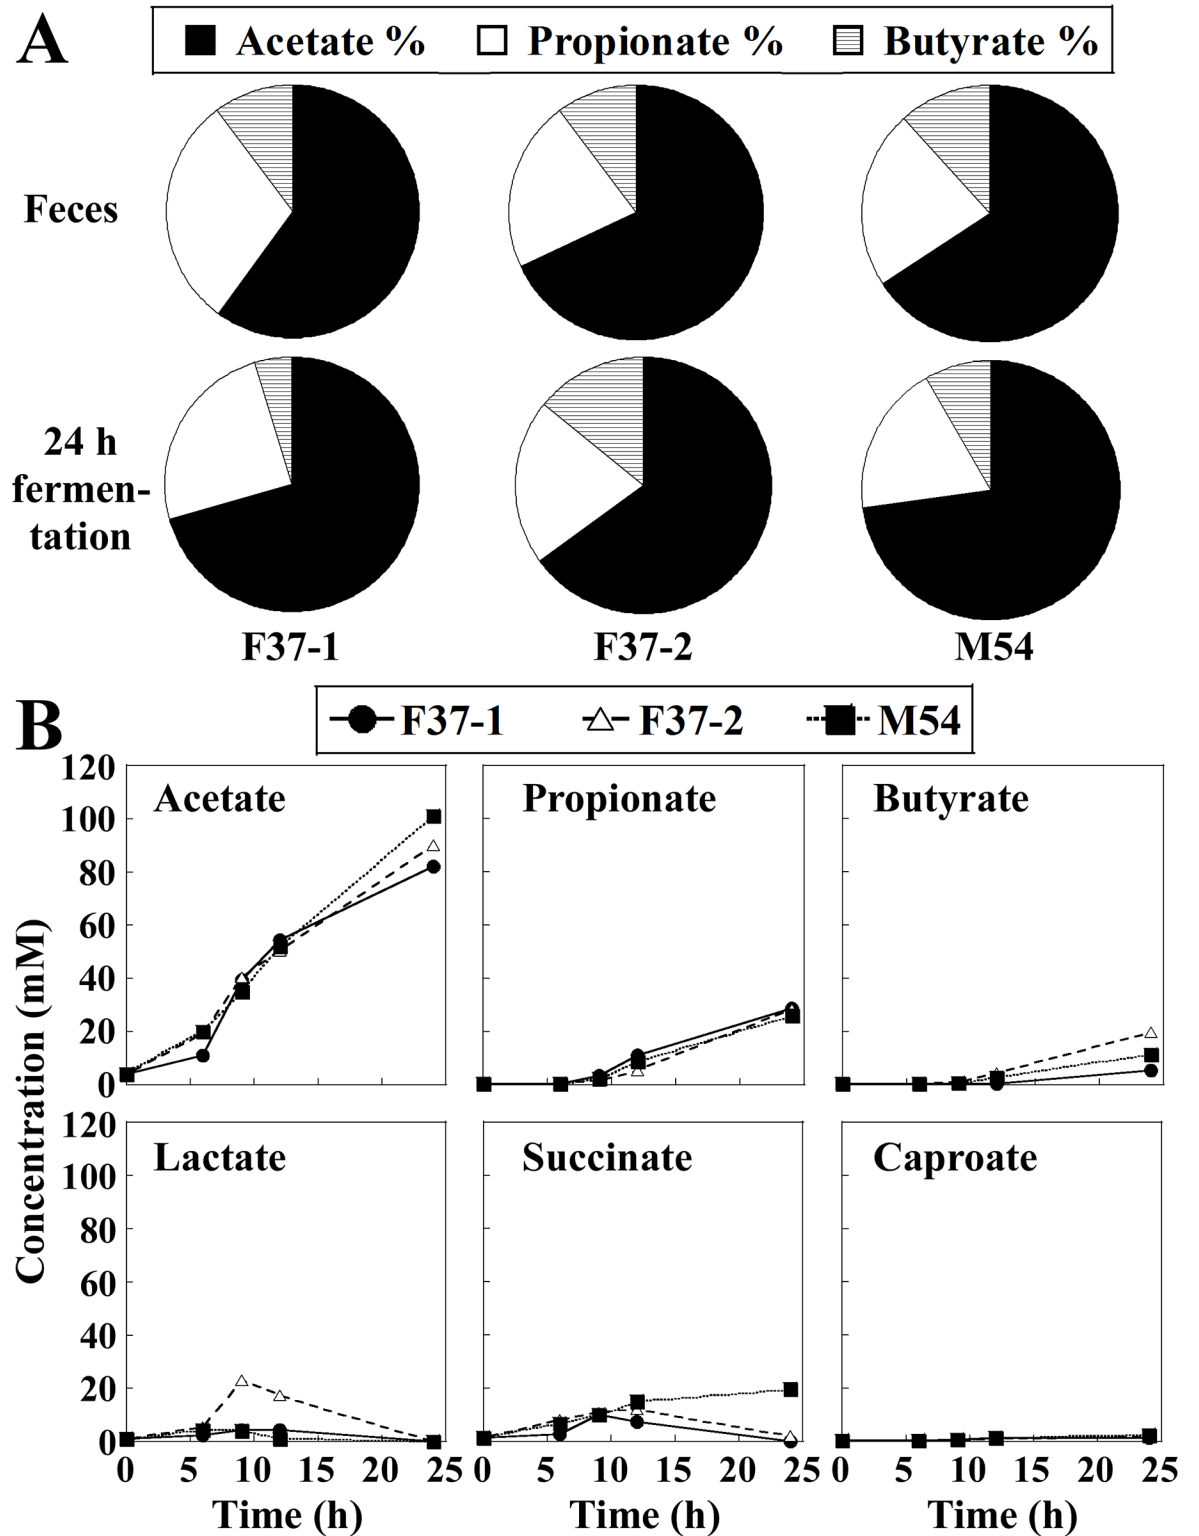 A
Acetate % Propionate % Butyrate %
Feces
24 h
fermen-
tation
F37-1 F37-2 M54
B
F37-1 F37-2 M54
Concentration (mM)
120
100
80
60
40
20
0
Acetate
Propionate
Butyrate
120
100
80
60
40
20
0
Lactate
Succinate
Caproate
0 5 10 15 20 0 5 10 15 20 0 5 10 15 20 25
Time (h) Time (h) Time (h)